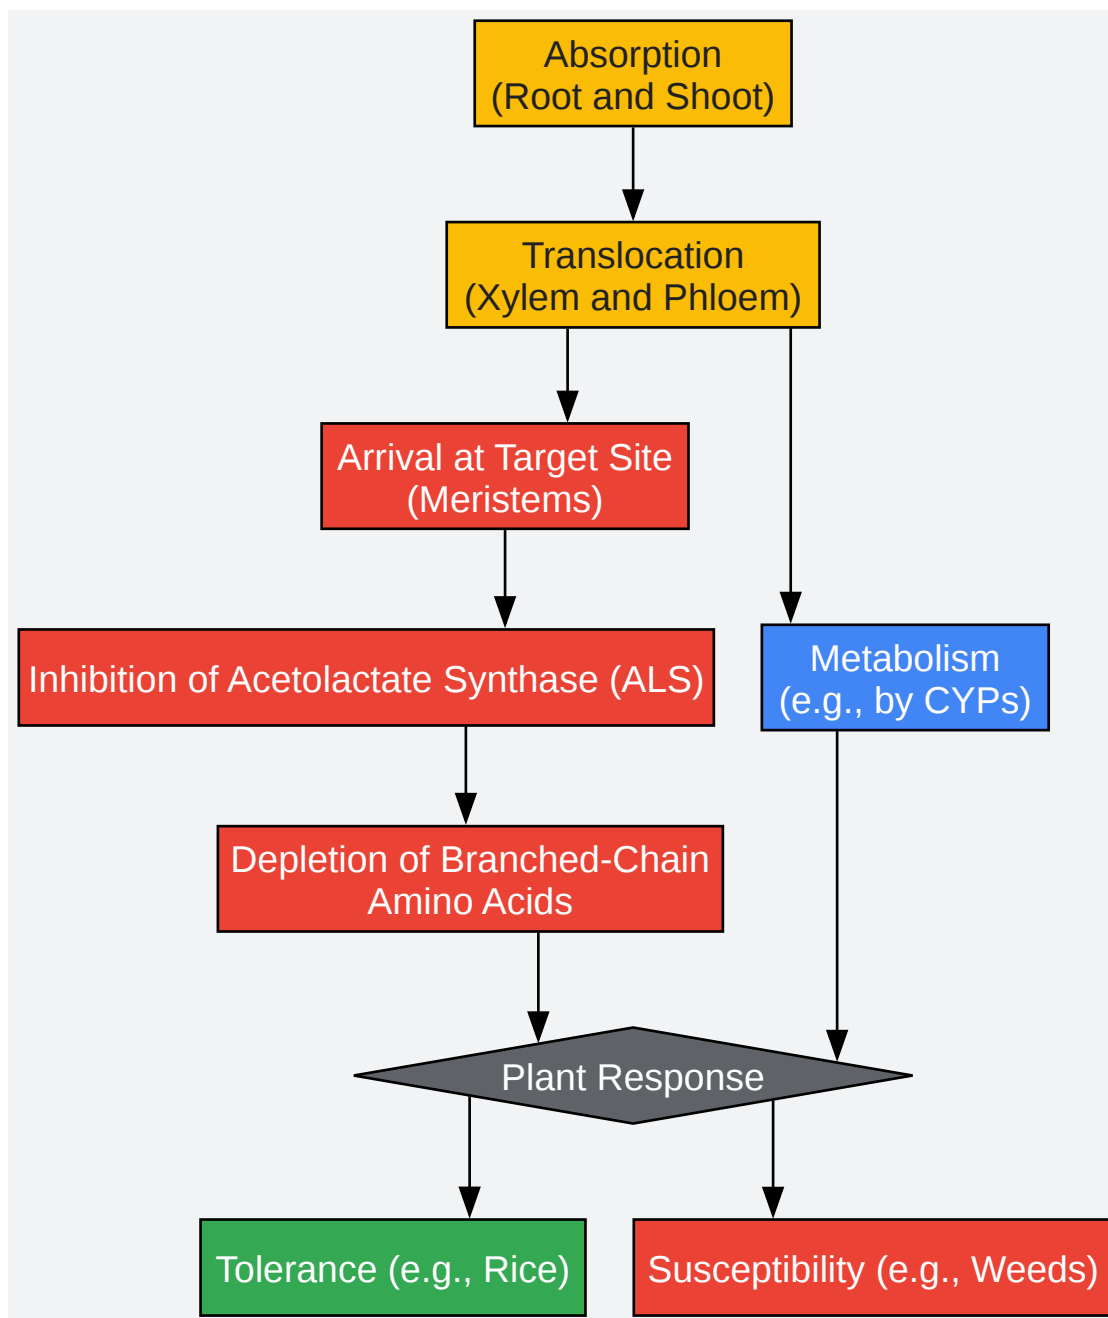 Absorption
(Root and Shoot)
Translocation
(Xylem and Phloem)
Arrival at Target Site
(Meristems)
Inhibition of Acetolactate Synthase (ALS)
Metabolism
(e.g., by CYPs)
Depletion of Branched-Chain
Amino Acids
Plant Response
Tolerance (e.g., Rice)
Susceptibility (e.g., Weeds)